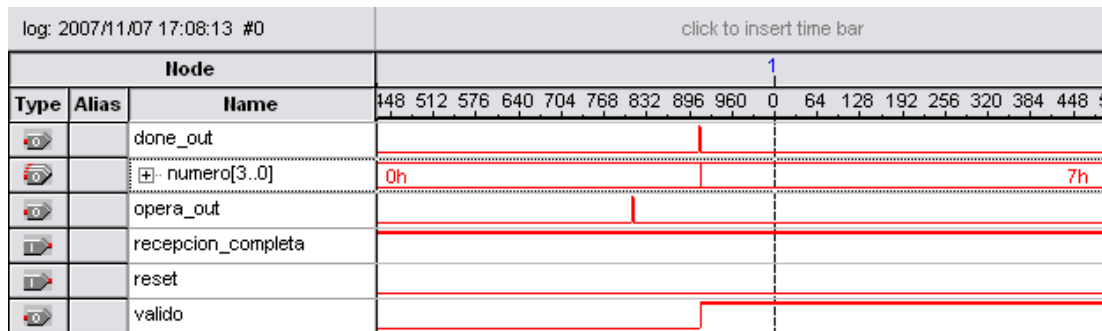 log: 2007/11/07 17:08:13 #0 click to insert time bar
Node 1
Type Alias Name 448 512 576 640 704 768 832 896 960 0 64 128 192 256 320 384 448
done_out
numero[3..0] 0h 7h
opera_out
recepcion_completa
reset
valido